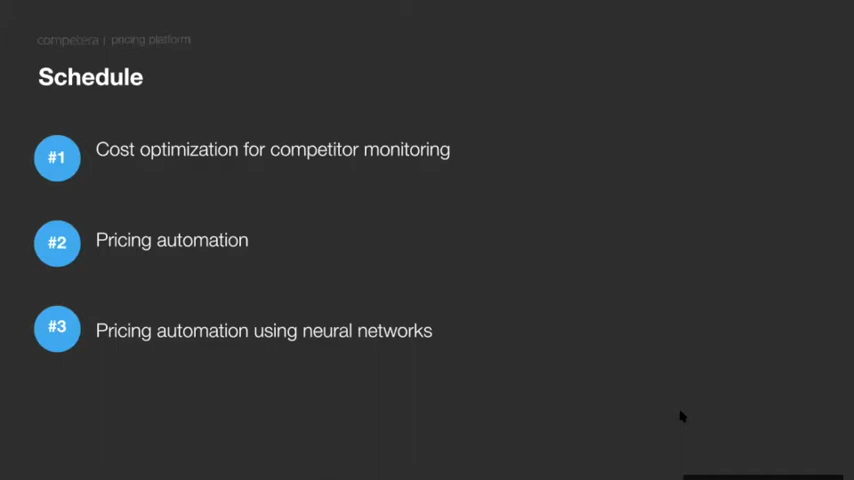 competera | pricing platform
Schedule
#1
Cost optimization for competitor monitoring
#2
Pricing automation
#3
Pricing automation using neural networks